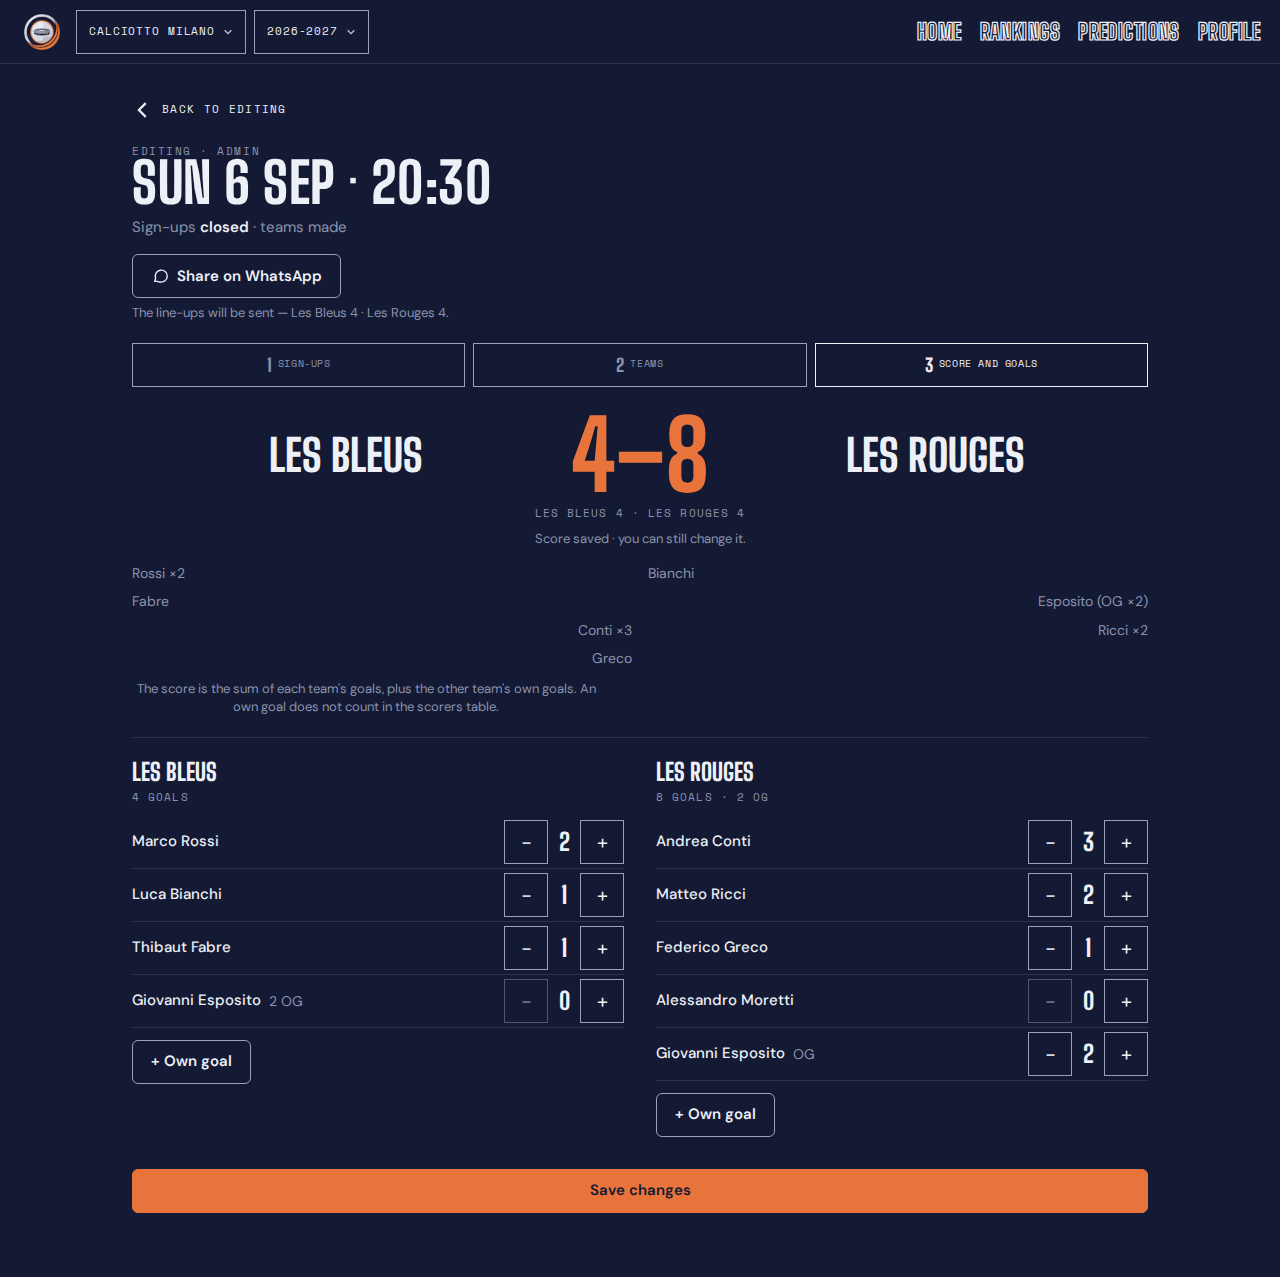 CALCIOTTO MILANO
2026-2027
HOME RANKINGS PREDICTIONS PROFILE
BACK TO EDITING
EDITING · ADMIN
SUN 6 SEP · 20:30
Sign-ups closed · teams made
Share on WhatsApp
The line-ups will be sent — Les Bleus 4 · Les Rouges 4.
1 SIGN-UPS
2 TEAMS
3 SCORE AND GOALS
LES BLEUS
4–8
LES ROUGES
LES BLEUS 4 · LES ROUGES 4
Score saved · you can still change it.
Rossi ×2
Bianchi
Fabre
Esposito (OG ×2)
Conti ×3
Ricci ×2
Greco
The score is the sum of each team's goals, plus the other team's own goals. An
own goal does not count in the scorers table.
LES BLEUS
4 GOALS
Marco Rossi − 2 +
Luca Bianchi − 1 +
Thibaut Fabre − 1 +
Giovanni Esposito 2 OG − 0 +
+ Own goal
LES ROUGES
8 GOALS · 2 OG
Andrea Conti − 3 +
Matteo Ricci − 2 +
Federico Greco − 1 +
Alessandro Moretti − 0 +
Giovanni Esposito OG − 2 +
+ Own goal
Save changes